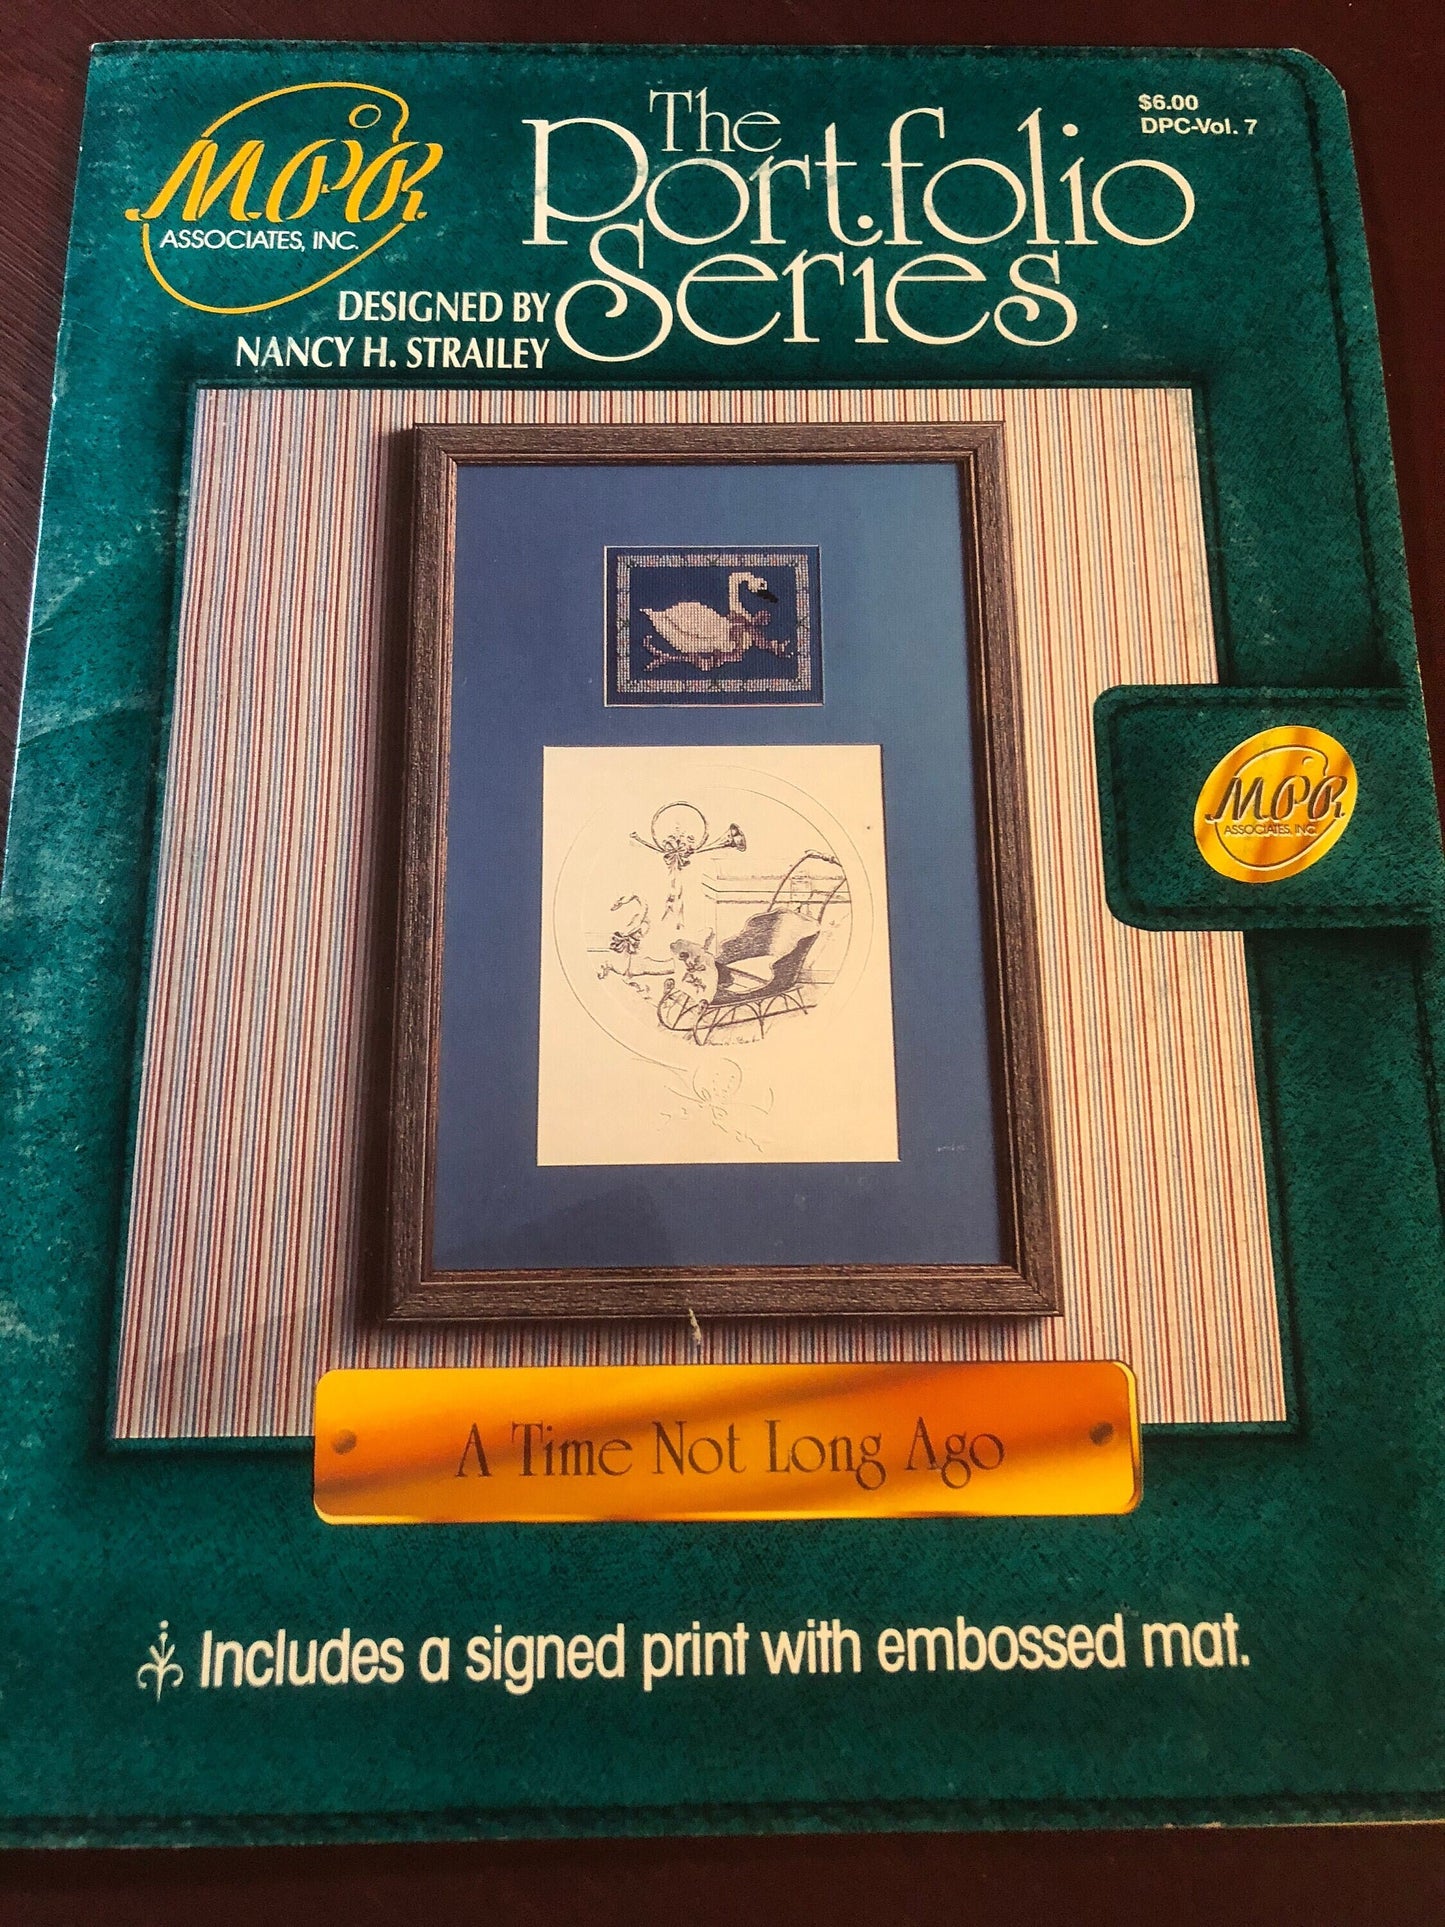 M.P.R.
ASSOCIATES, INC.
The
Portfolio
Series
$6.00
DPC-Vol. 7
DESIGNED BY
NANCY H. STRAILEY
M.P.R.
ASSOCIATES, INC.
A Time Not Long Ago
Includes a signed print with embossed mat.